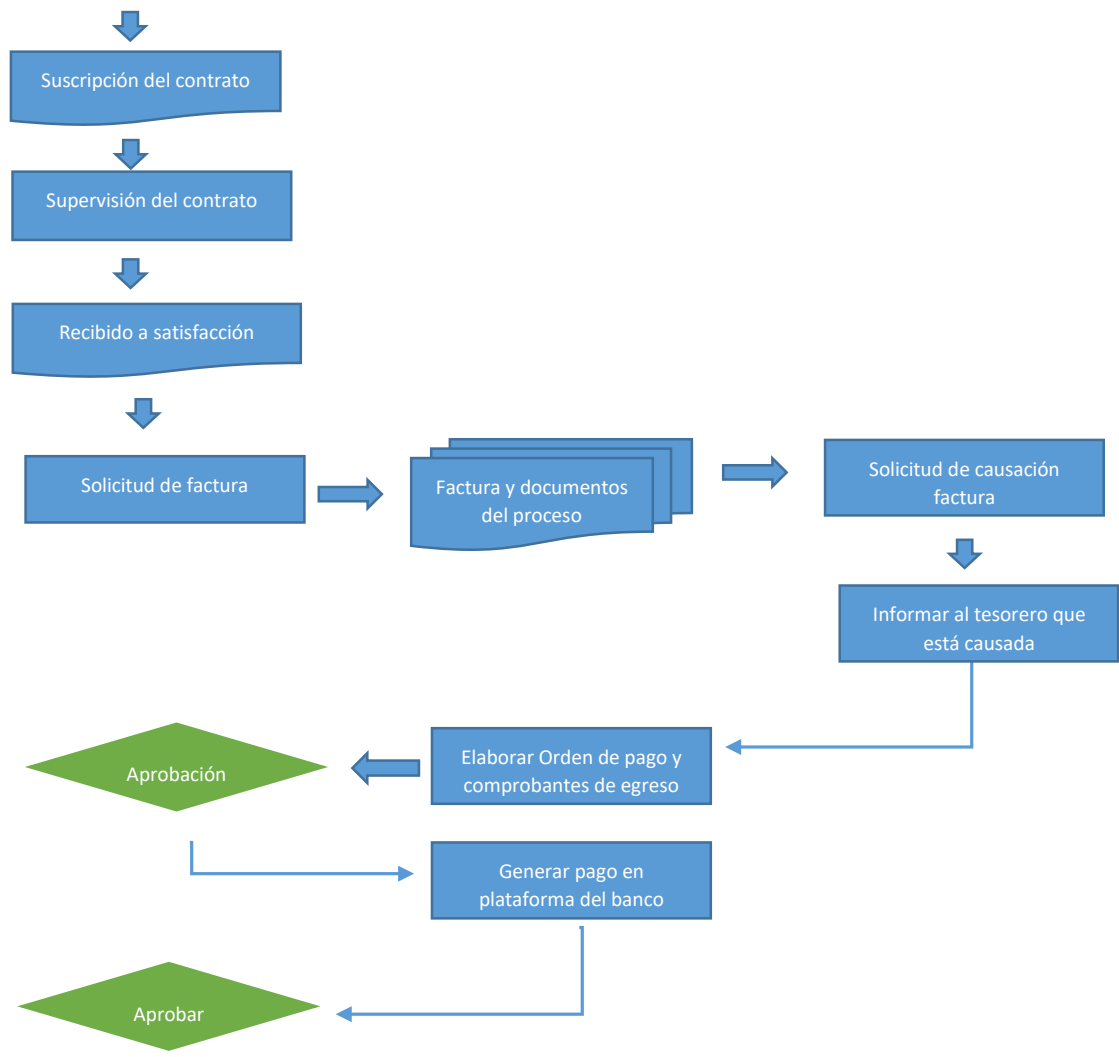 Suscripción del contrato
Supervisión del contrato
Recibido a satisfacción
Solicitud de factura
Factura y documentos
del proceso
Solicitud de causación
factura
Informar al tesorero que
está causada
Elaborar Orden de pago y
comprobantes de egreso
Aprobación
Generar pago en
plataforma del banco
Aprobar